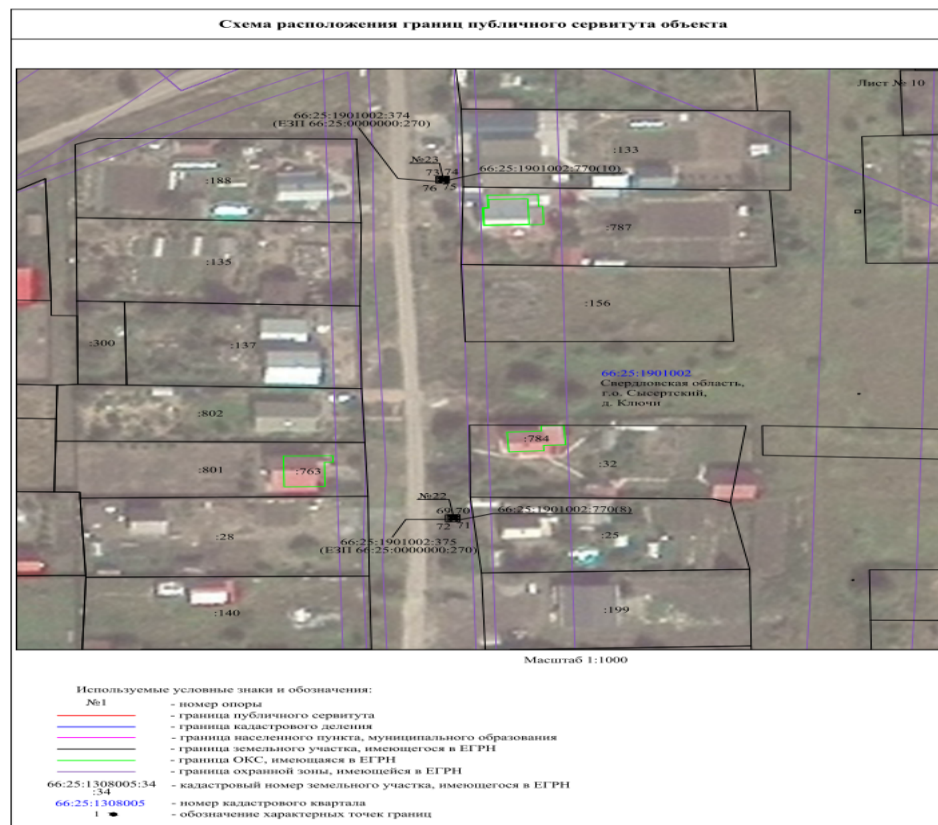 Схема расположения границ публичного сервитута объекта
Лист № 10
66:25:1901002:374
(ЕЗП 66:25:0000000:270)
:133
№23
73 74
66:25:1901002:770(10)
76 75
:188
:787
:135
:156
:300
:137
66:25:1901002
Свердловская область,
г.о. Сысертский,
д. Ключи
:802
:784
:801
:763
:32
№22
69 70
66:25:1901002:770(8)
72 71
:28
:25
66:25:1901002:375
(ЕЗП 66:25:0000000:270)
:140
:199
Масштаб 1:1000
Используемые условные знаки и обозначения:
№1 - номер опоры
- граница публичного сервитута
- граница кадастрового деления
- граница населенного пункта, муниципального образования
- граница земельного участка, имеющегося в ЕГРН
- граница ОКС, имеющаяся в ЕГРН
- граница охранной зоны, имеющейся в ЕГРН
66:25:1308005:34
:34 - кадастровый номер земельного участка, имеющегося в ЕГРН
66:25:1308005 - номер кадастрового квартала
1 - обозначение характерных точек границ